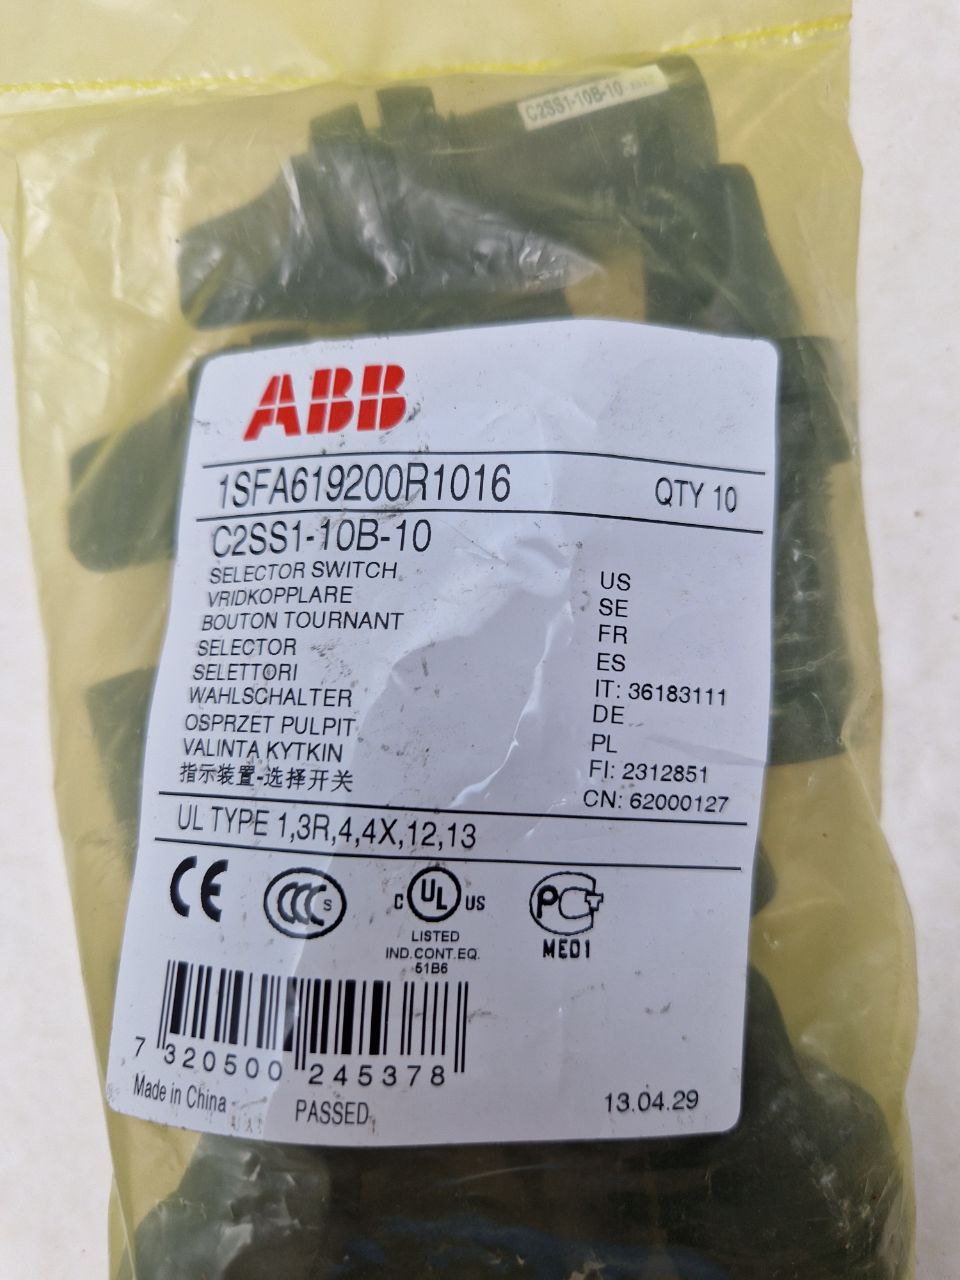 C2SS1-10B-10
ABB
1SFA619200R1016 QTY 10
C2SS1-10B-10
SELECTOR SWITCH US
VRIDKOPPLARE SE
BOUTON TOURNANT FR
SELECTOR ES
SELETTORI IT: 36183111
WAHLSCHALTER DE
OSPRZET PULPIT PL
VALINTA KYTKIN FI: 2312851
指示装置-选择开关 CN: 62000127
UL TYPE 1,3R,4,4X,12,13
CE CCC S C UL US PCT
LISTED
IND.CONT.EQ.
51B6
ME01
7 320500 245378
Made in China PASSED 13.04.29